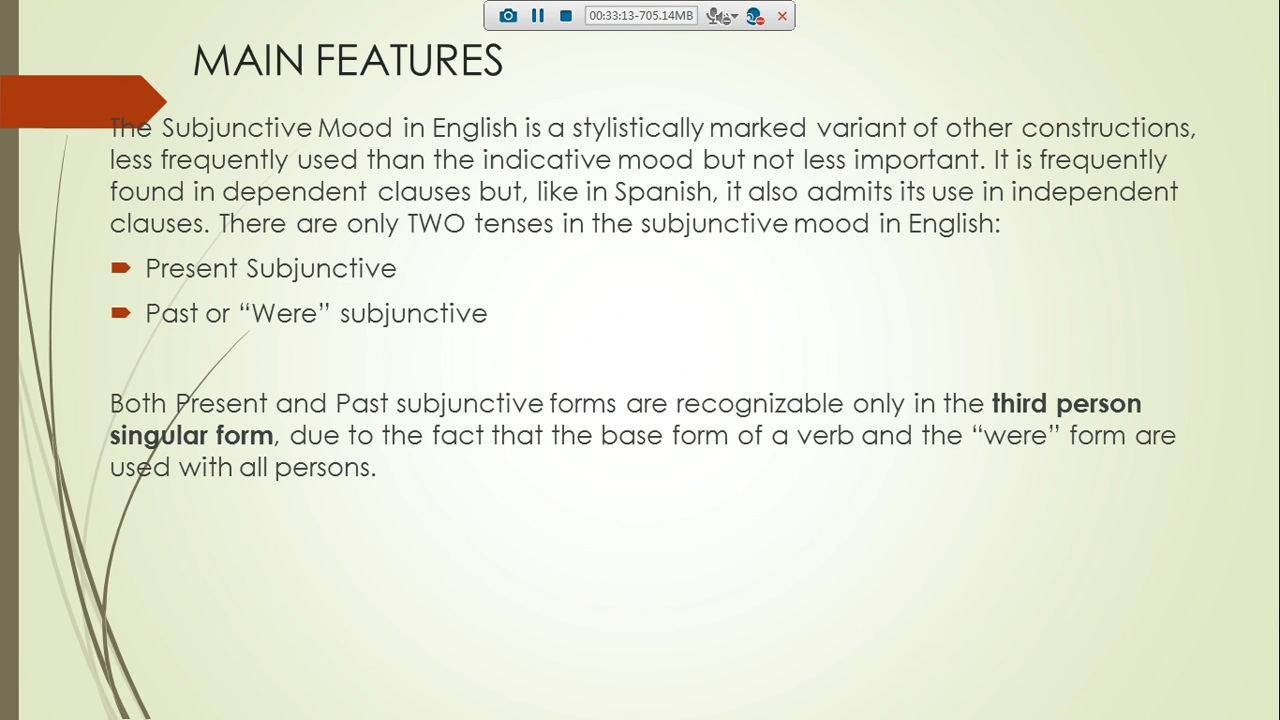 00:33:13-705.14MB
MAIN FEATURES
The Subjunctive Mood in English is a stylistically marked variant of other constructions,
less frequently used than the indicative mood but not less important. It is frequently
found in dependent clauses but, like in Spanish, it also admits its use in independent
clauses. There are only TWO tenses in the subjunctive mood in English:
Present Subjunctive
Past or “Were” subjunctive
Both Present and Past subjunctive forms are recognizable only in the third person
singular form, due to the fact that the base form of a verb and the “were” form are
used with all persons.